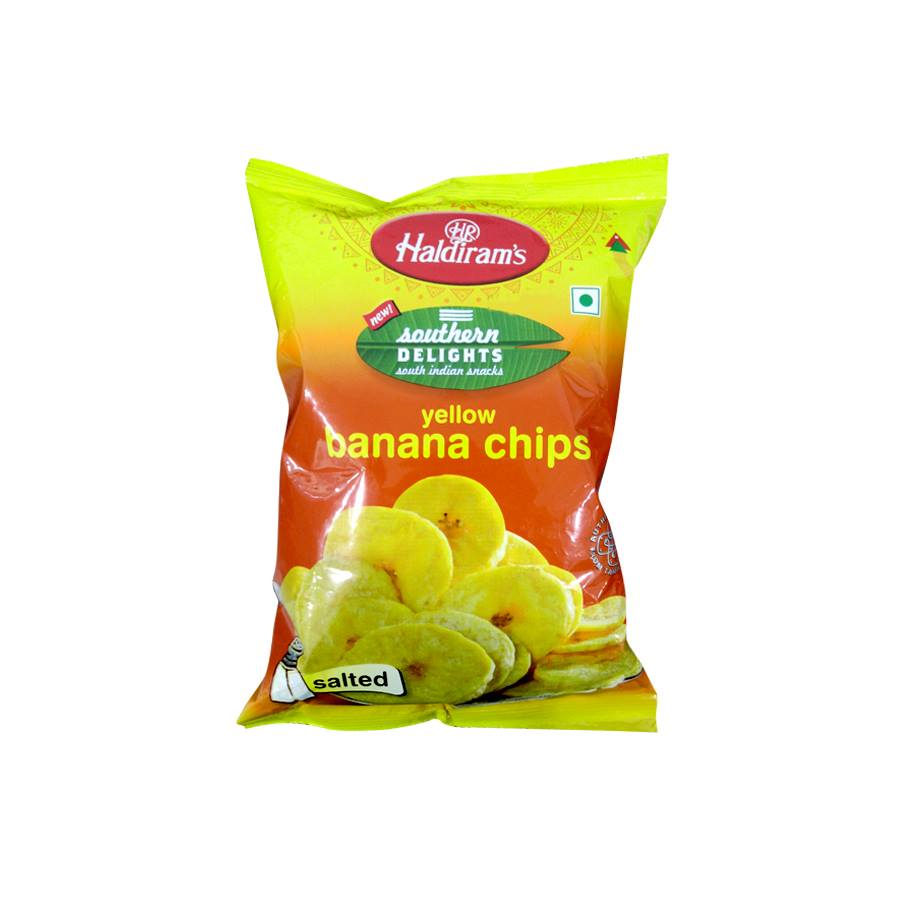 HR
Haldiram's
new!
southern
DELIGHTS
south indian snacks
yellow
banana chips
salted